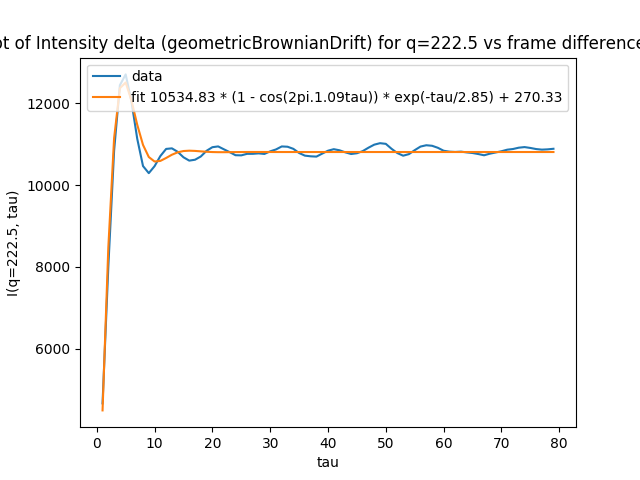 ot of Intensity delta (geometricBrownianDrift) for q=222.5 vs frame difference
data
fit 10534.83 * (1 - cos(2pi.1.09tau)) * exp(-tau/2.85) + 270.33
12000
10000
8000
6000
I(q=222.5, tau)
0 10 20 30 40 50 60 70 80
tau